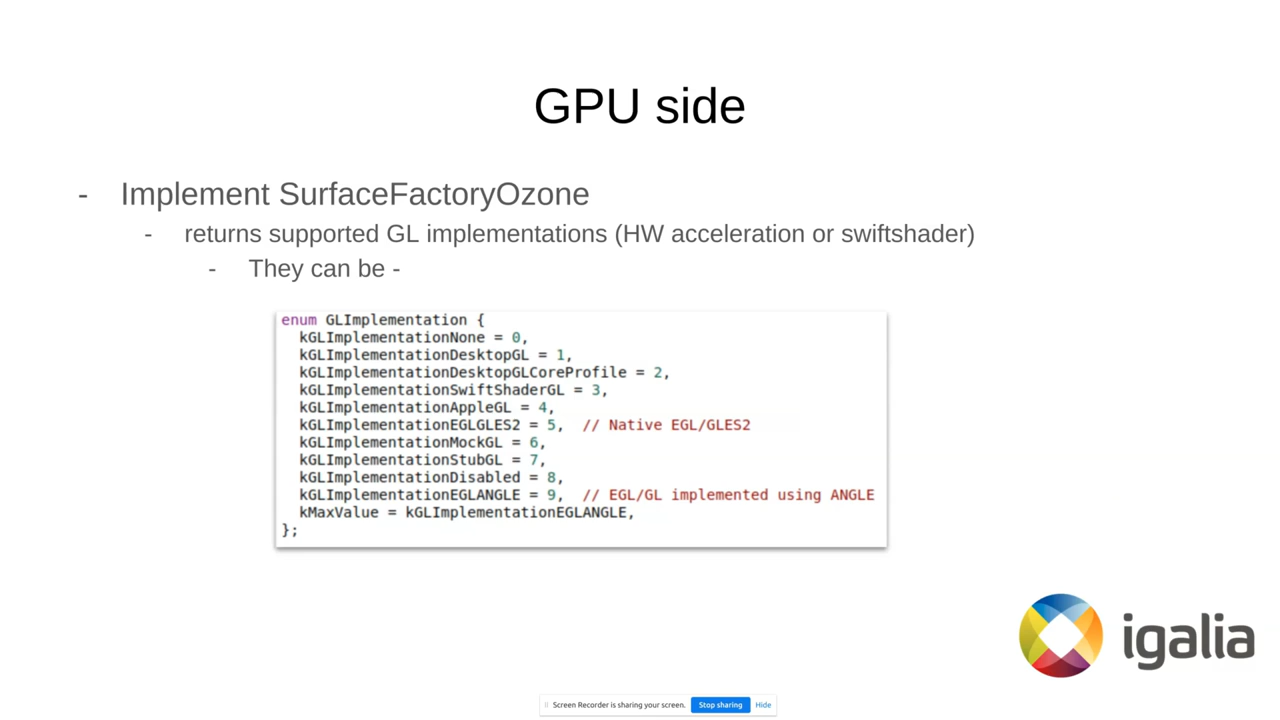 GPU side
- Implement SurfaceFactoryOzone
- returns supported GL implementations (HW acceleration or swiftshader)
- They can be -
enum GLImplementation {
kGLImplementationNone = 0,
kGLImplementationDesktopGL = 1,
kGLImplementationDesktopGLCoreProfile = 2,
kGLImplementationSwiftShaderGL = 3,
kGLImplementationAppleGL = 4,
kGLImplementationEGLGLES2 = 5, // Native EGL/GLES2
kGLImplementationMockGL = 6,
kGLImplementationStubGL = 7,
kGLImplementationDisabled = 8,
kGLImplementationEGLANGLE = 9, // EGL/GL implemented using ANGLE
kMaxValue = kGLImplementationEGLANGLE,
};
igalia
Screen Recorder is sharing your screen. Stop sharing Hide